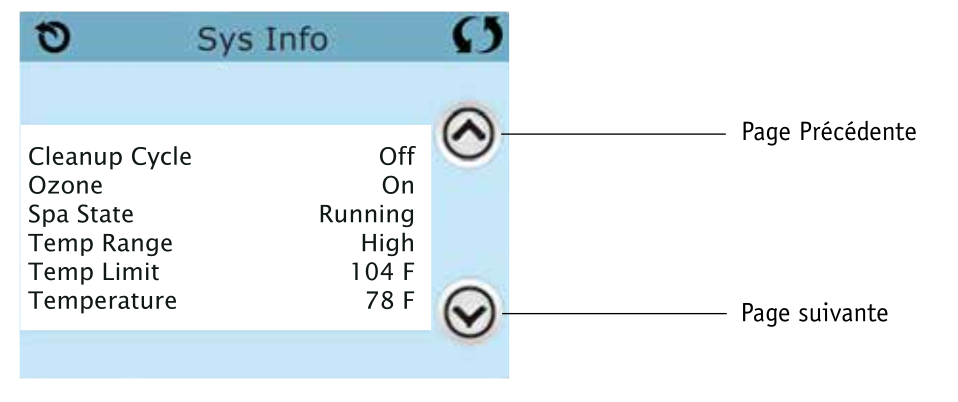 Sys Info
Cleanup Cycle Off
Ozone On
Spa State Running
Temp Range High
Temp Limit 104 F
Temperature 78 F
Page Précédente
Page suivante